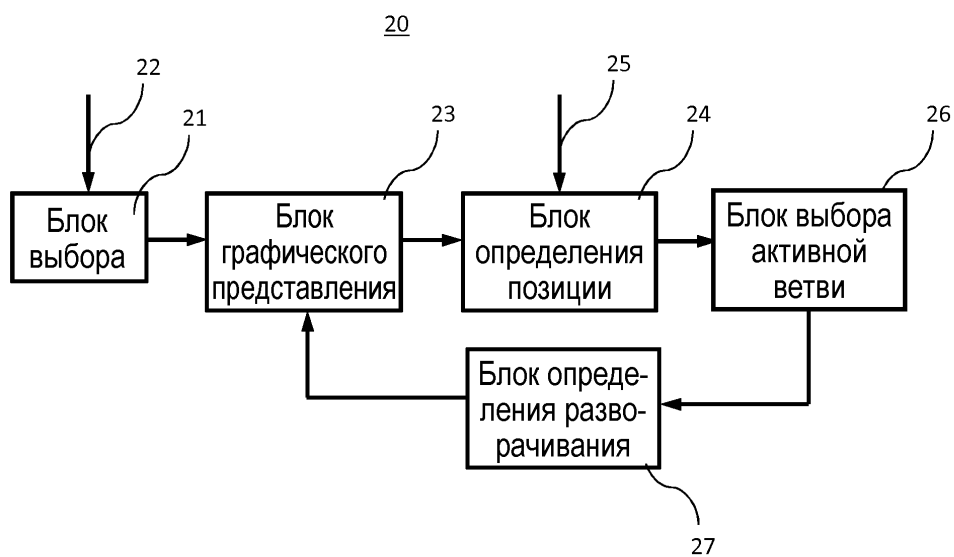 20
22
21
23
25
24
26
Блок
выбора
Блок
графического
представления
Блок
определения
позиции
Блок выбора
активной
ветви
Блок опреде-
ления разво-
рачивания
27